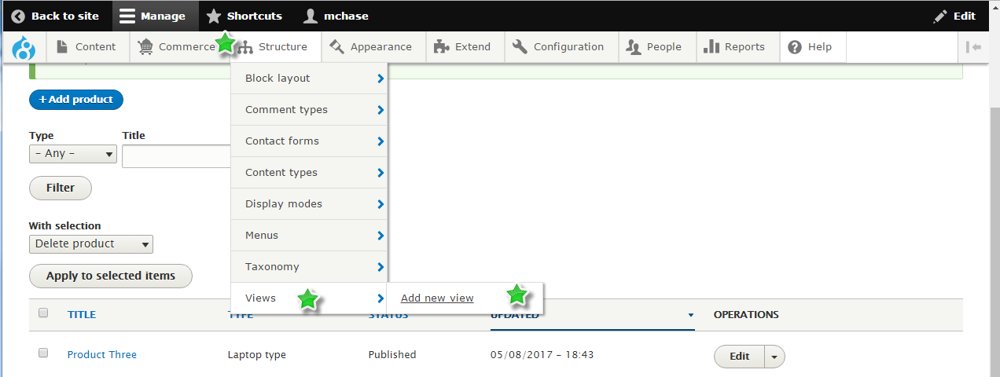 Back to site Manage Shortcuts mchase Edit
Content Commerce Structure Appearance Extend Configuration People Reports Help
Block layout
+ Add product
Comment types
Type Title
Contact forms
- Any -
Content types
Filter
Display modes
With selection
Menus
Delete product
Taxonomy
Apply to selected items
Views Add new view
TITLE TYPE STATUS UPDATED OPERATIONS
Product Three Laptop type Published 05/08/2017 - 18:43 Edit